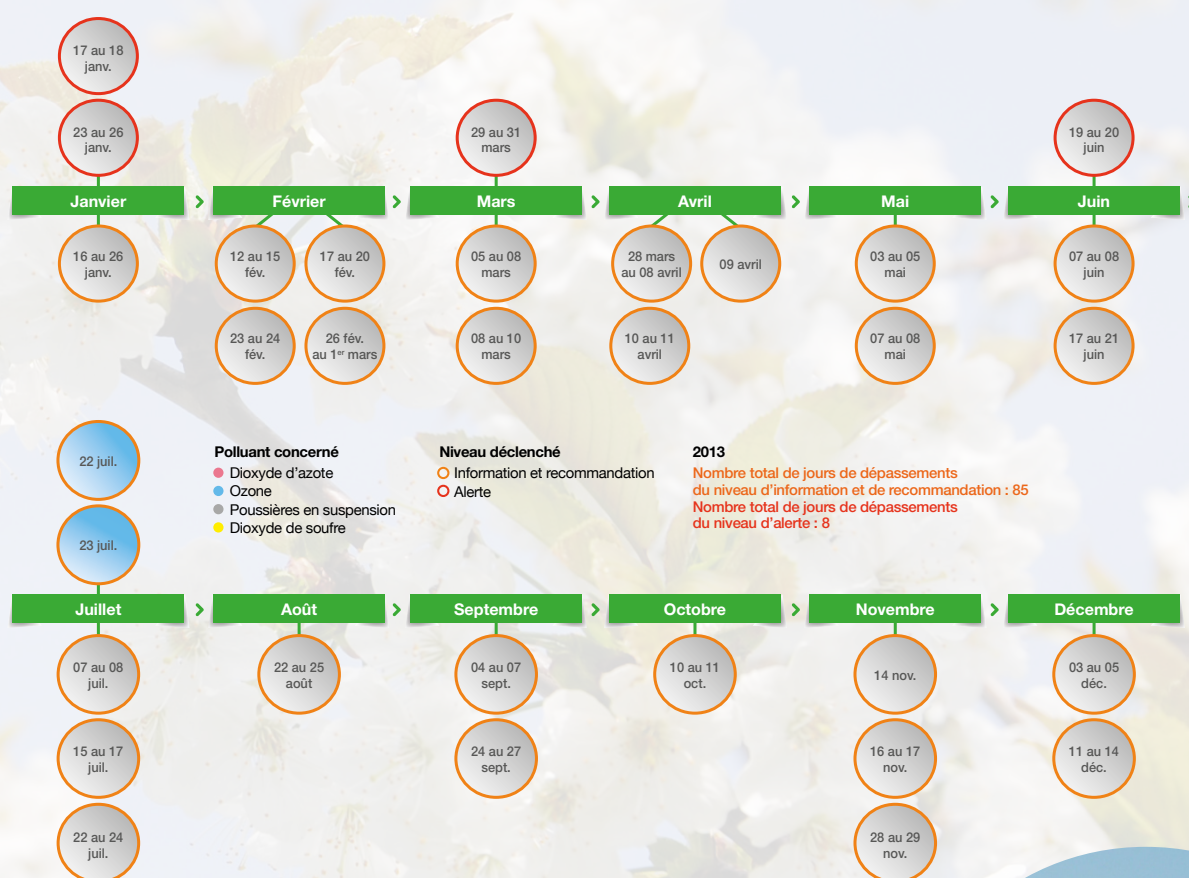 17 au 18
janv.
23 au 26
janv.
29 au 31
mars
19 au 20
juin
Janvier
Février
Mars
Avril
Mai
Juin
16 au 26
janv.
12 au 15
fév.
17 au 20
fév.
05 au 08
mars
28 mars
au 08 avril
09 avril
03 au 05
mai
07 au 08
juin
23 au 24
fév.
26 fév.
au 1er mars
08 au 10
mars
10 au 11
avril
07 au 08
mai
17 au 21
juin
22 juil.
23 juil.
Polluant concerné
Dioxyde d'azote
Ozone
Poussières en suspension
Dioxyde de soufre
Niveau déclenché
Information et recommandation
Alerte
2013
Nombre total de jours de dépassements
du niveau d'information et de recommandation : 85
Nombre total de jours de dépassements
du niveau d'alerte : 8
Juillet
Août
Septembre
Octobre
Novembre
Décembre
07 au 08
juil.
22 au 25
août
04 au 07
sept.
10 au 11
oct.
14 nov.
03 au 05
déc.
15 au 17
juil.
24 au 27
sept.
16 au 17
nov.
11 au 14
déc.
22 au 24
juil.
28 au 29
nov.